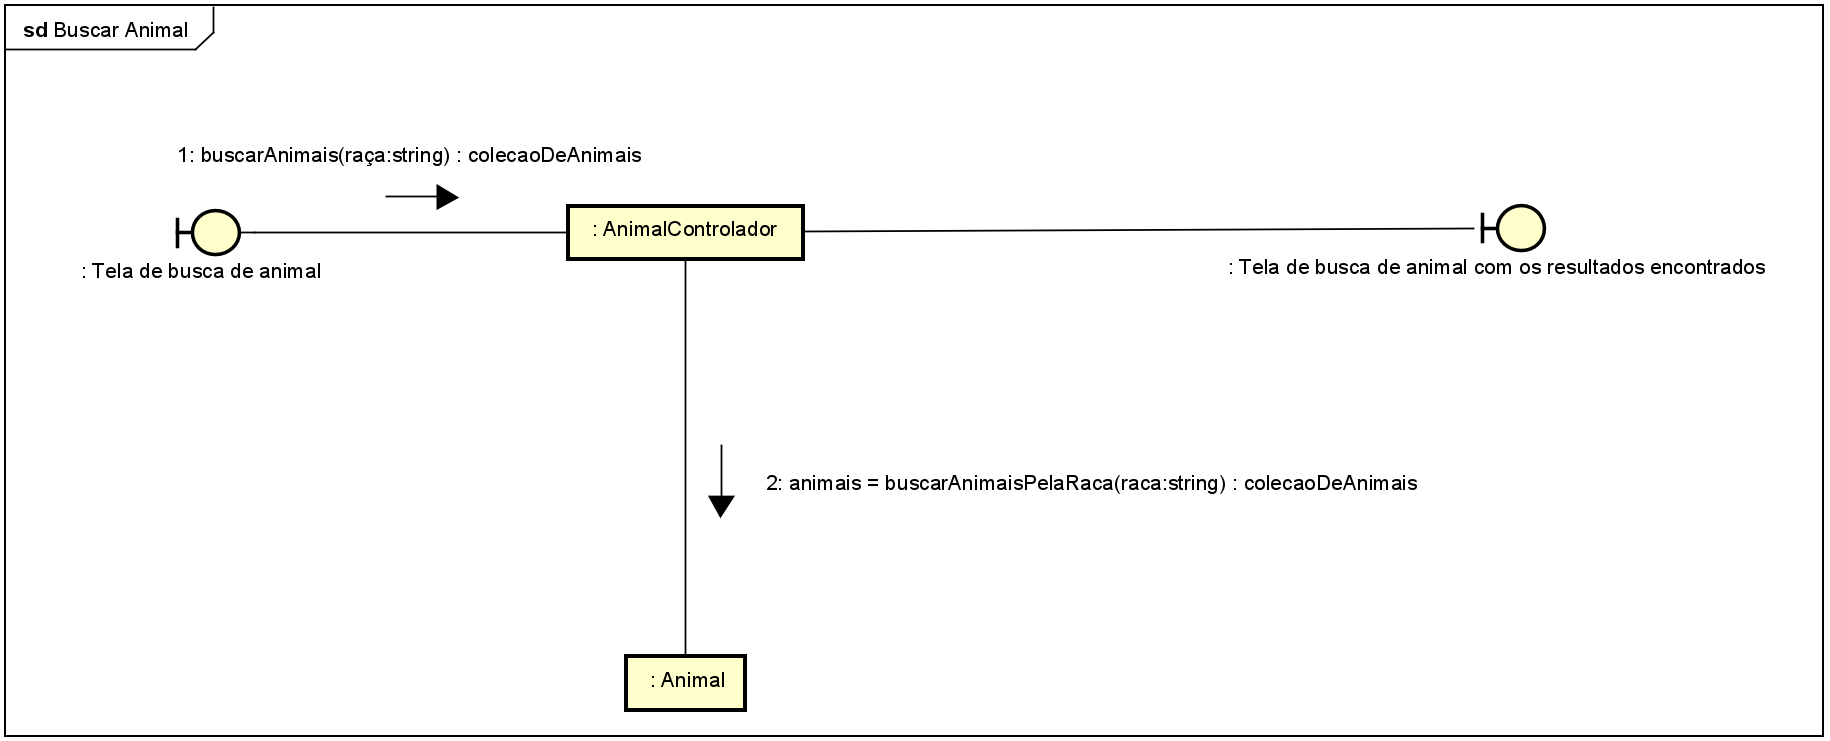 sd Buscar Animal
1: buscarAnimais(raça:string) : colecaoDeAnimais
: AnimalControlador
: Tela de busca de animal
: Tela de busca de animal com os resultados encontrados
2: animais = buscarAnimaisPelaRaca(raca:string) : colecaoDeAnimais
: Animal